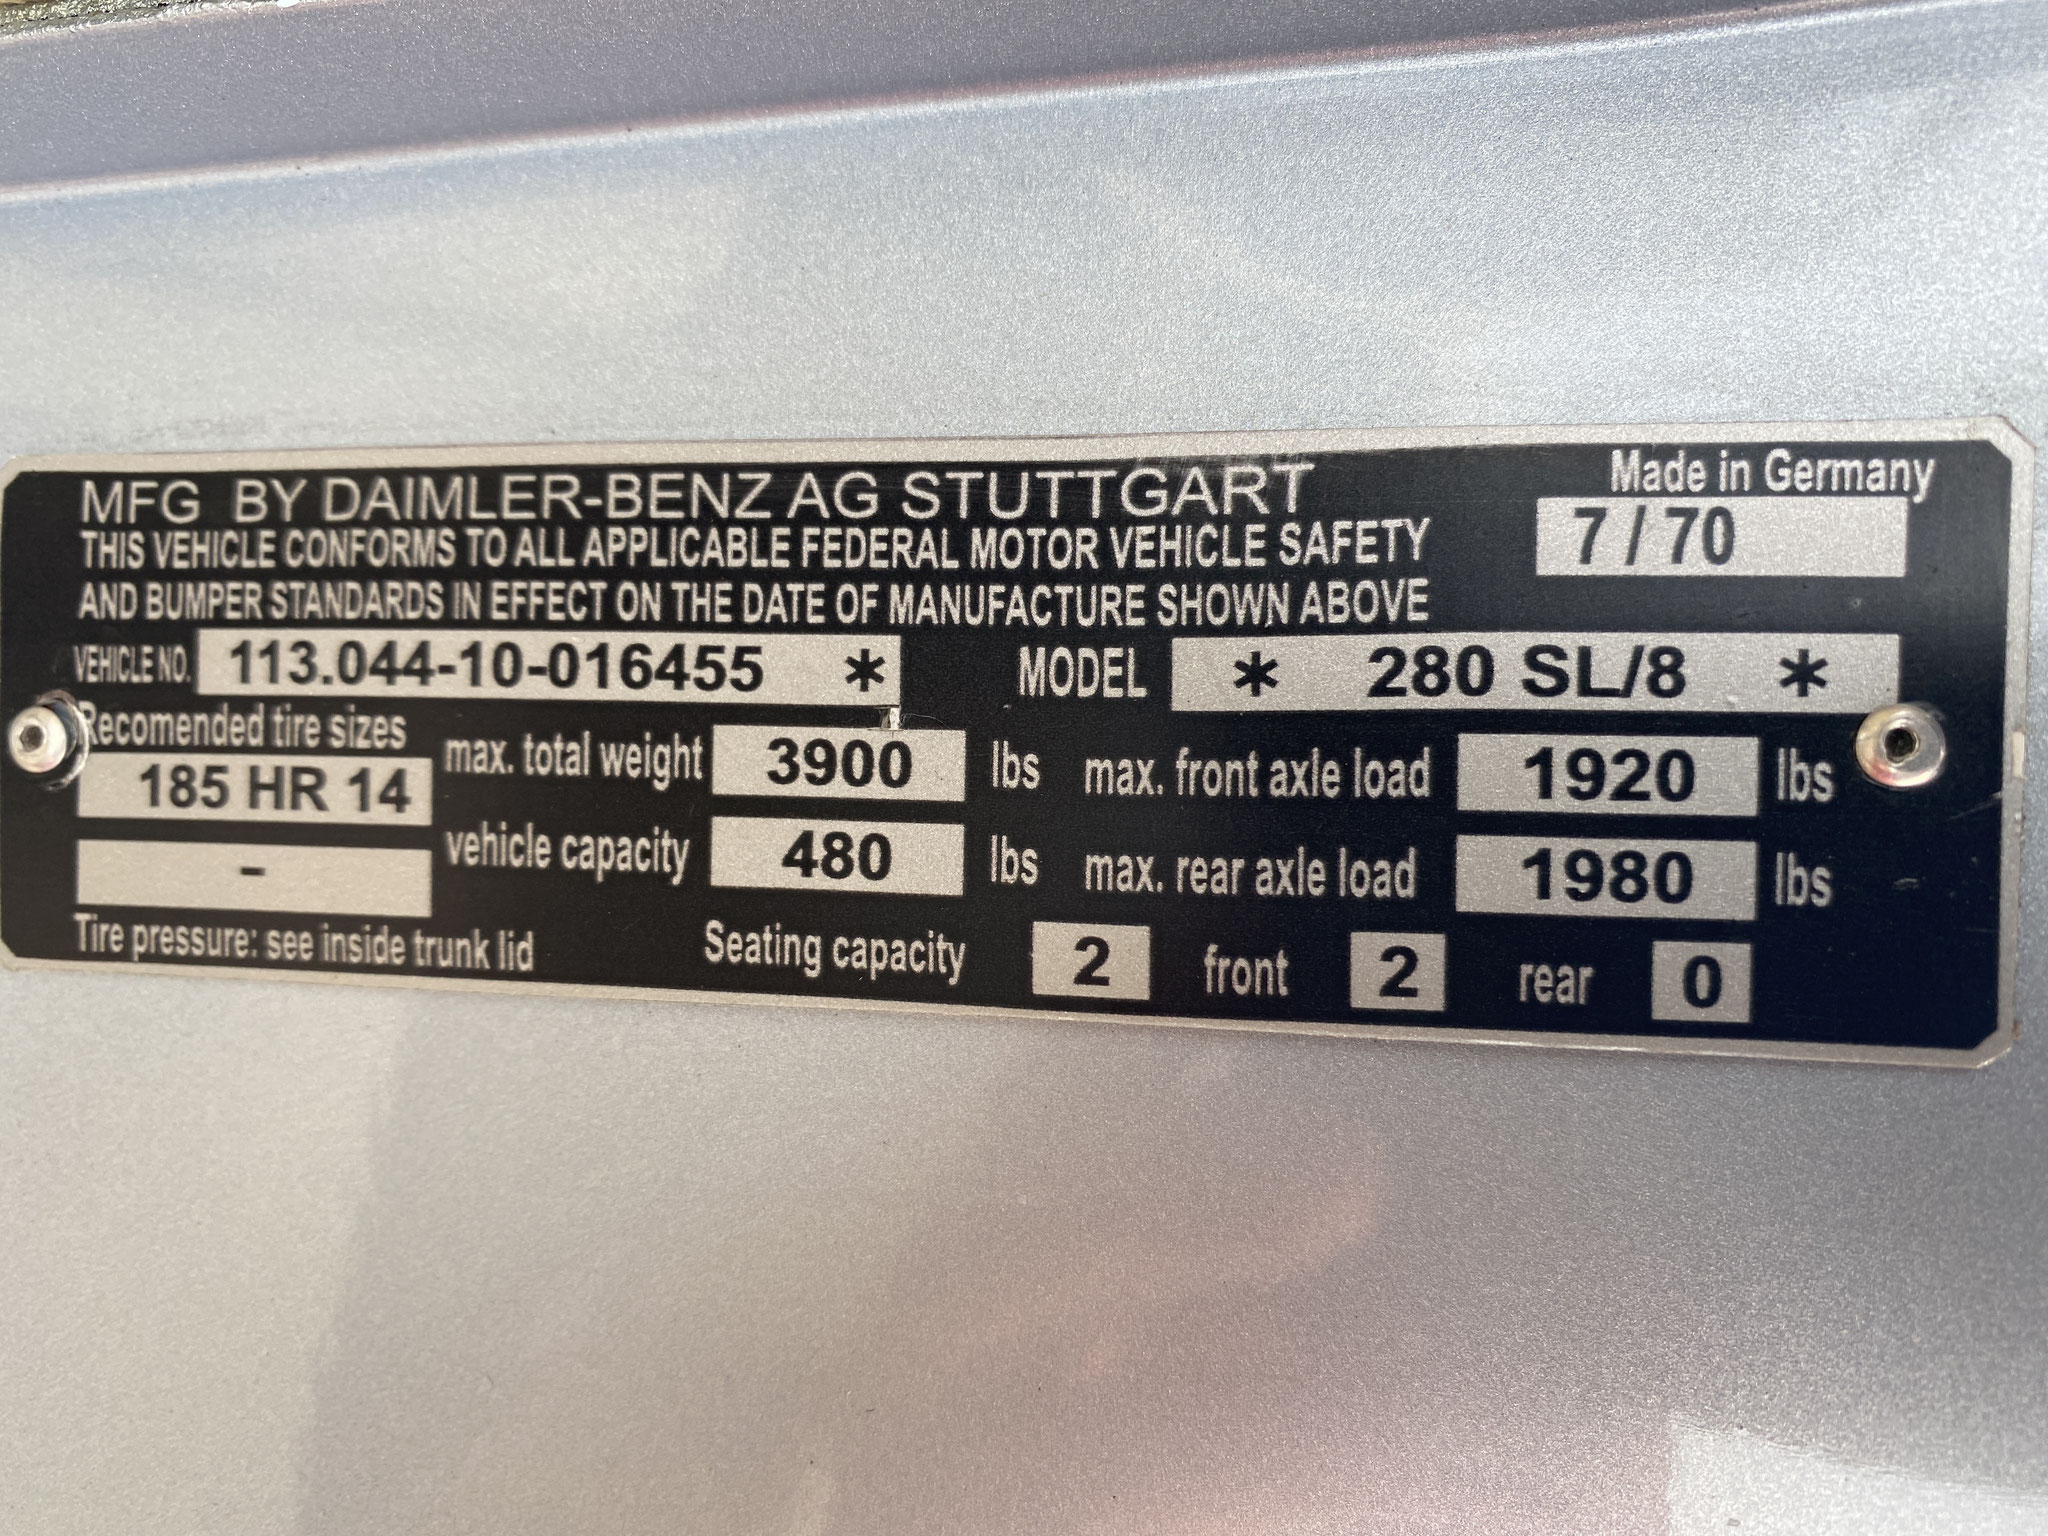 MFG BY DAIMLER-BENZ AG STUTTGART
Made in Germany
7 / 70
THIS VEHICLE CONFORMS TO ALL APPLICABLE FEDERAL MOTOR VEHICLE SAFETY
AND BUMPER STANDARDS IN EFFECT ON THE DATE OF MANUFACTURE SHOWN ABOVE
VEHICLE NO. 113.044-10-016455 * MODEL * 280 SL/8 *
Recomended tire sizes
185 HR 14
-
max. total weight 3900 lbs max. front axle load 1920 lbs
vehicle capacity 480 lbs max. rear axle load 1980 lbs
Tire pressure: see inside trunk lid
Seating capacity 2 front 2 rear 0